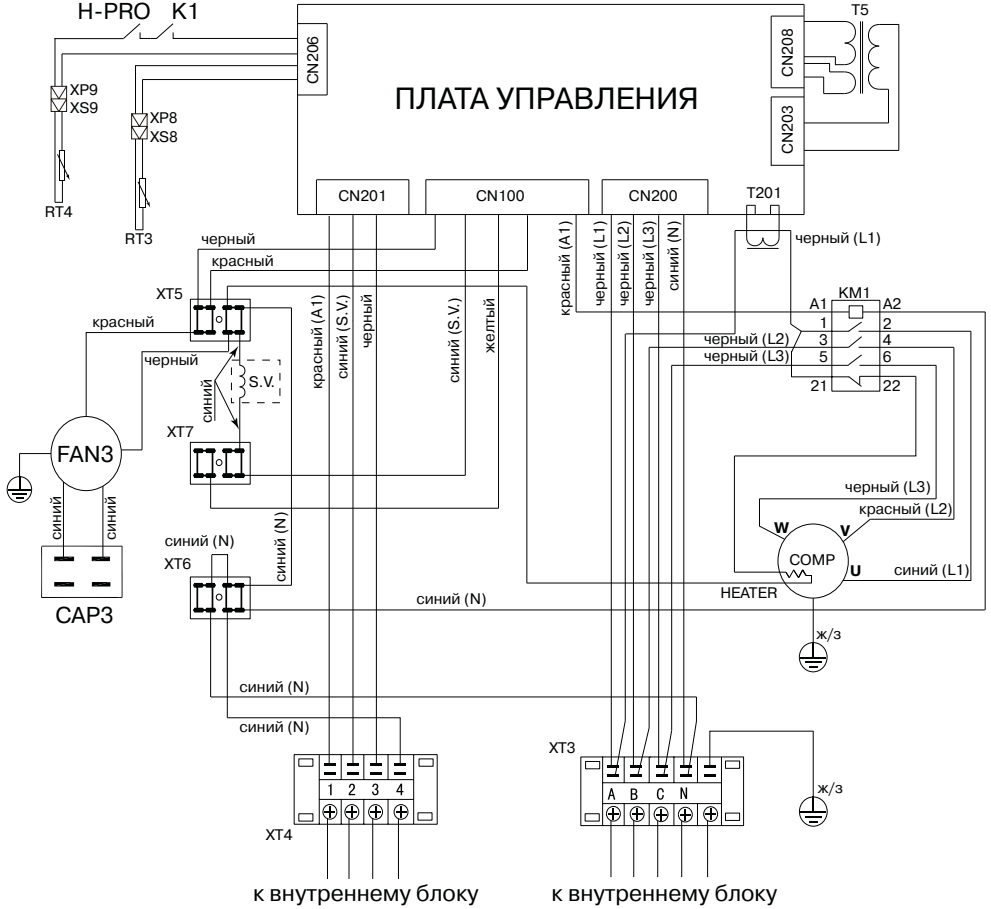 H-PRO K1
T5
CN206
CN208
XP9
XS9
XP8
XS8
ПЛАТА УПРАВЛЕНИЯ
CN203
CN201
CN100
CN200
T201
RT4
RT3
черный
красный
красный (A1)
черный (L1)
черный (L2)
черный (L3)
синий (N)
черный (L1)
XT5
KM1
A1
A2
красный
черный
красный (A1)
синий (S.V.)
черный
синий (S.V.)
желтый
1
2
черный (L2)
3
4
черный (L3)
5
6
21
22
синий
S.V.
XT7
FAN3
черный (L3)
красный (L2)
синий
синий
W
V
синий (N)
синий (N)
XT6
COMP
U
синий (L1)
HEATER
CAP3
синий (N)
ж/з
синий (N)
синий (N)
XT3
ж/з
1
2
3
4
A
B
C
N
XT4
к внутреннему блоку
к внутреннему блоку